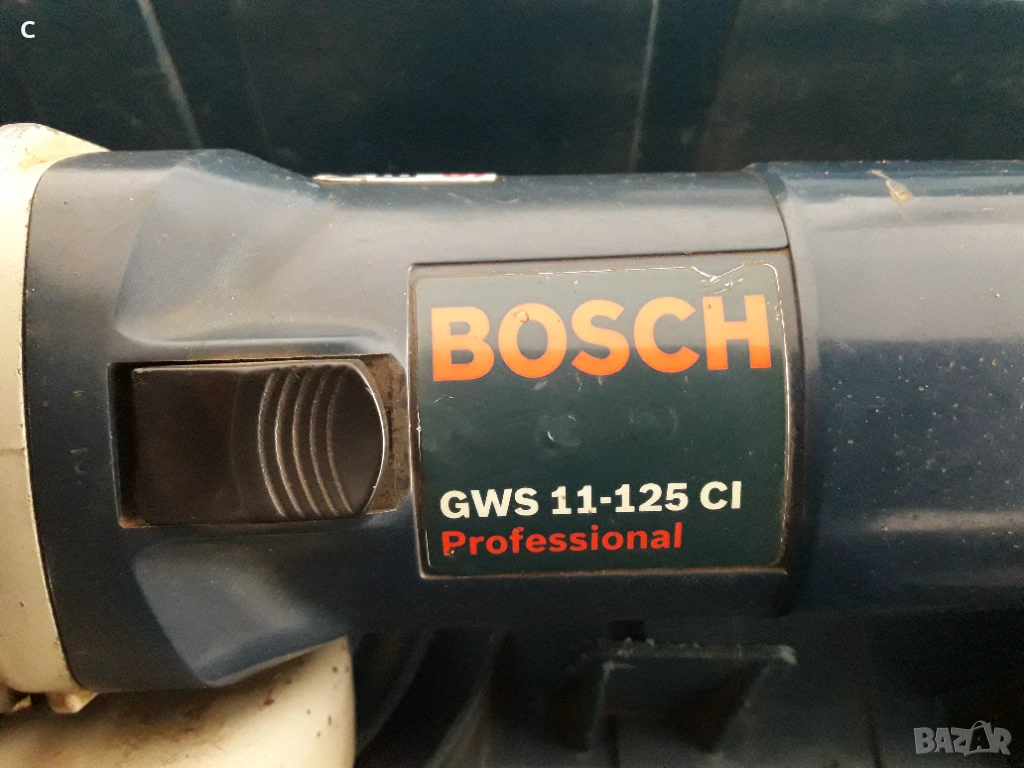 c
BOSCH
GWS 11-125 CI
Professional
BAZAR